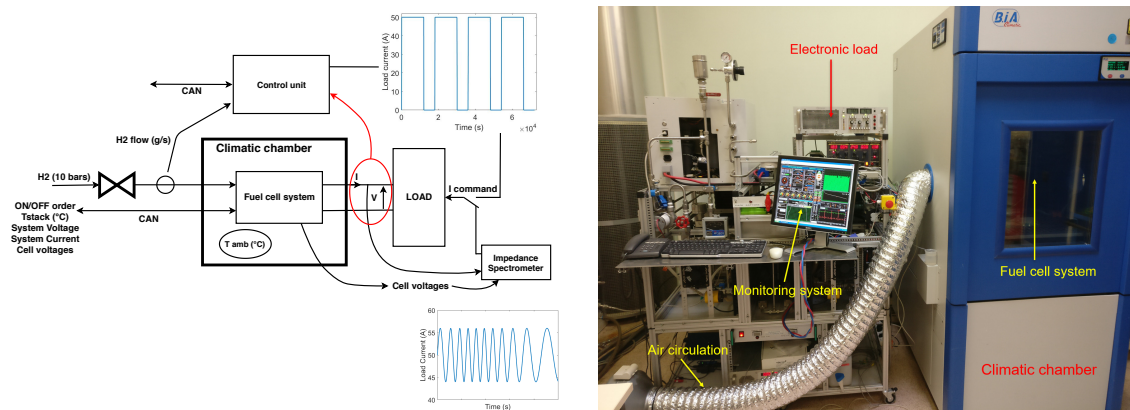 50
40
30
20
10
0
Load current (A)
0
2
4
6
Time (s)
×10⁴
Control unit
CAN
H2 flow (g/s)
Climatic chamber
H2 (10 bars)
Fuel cell system
I
V
LOAD
I command
ON/OFF order
Tstack (°C)
System Voltage
System Current
Cell voltages
CAN
T amb (°C)
Impedance
Spectrometer
Cell voltages
60
55
50
45
40
Load Current (A)
Time (s)
B.i.A
Climatic
Electronic load
Monitoring system
Fuel cell system
Air circulation
Climatic chamber